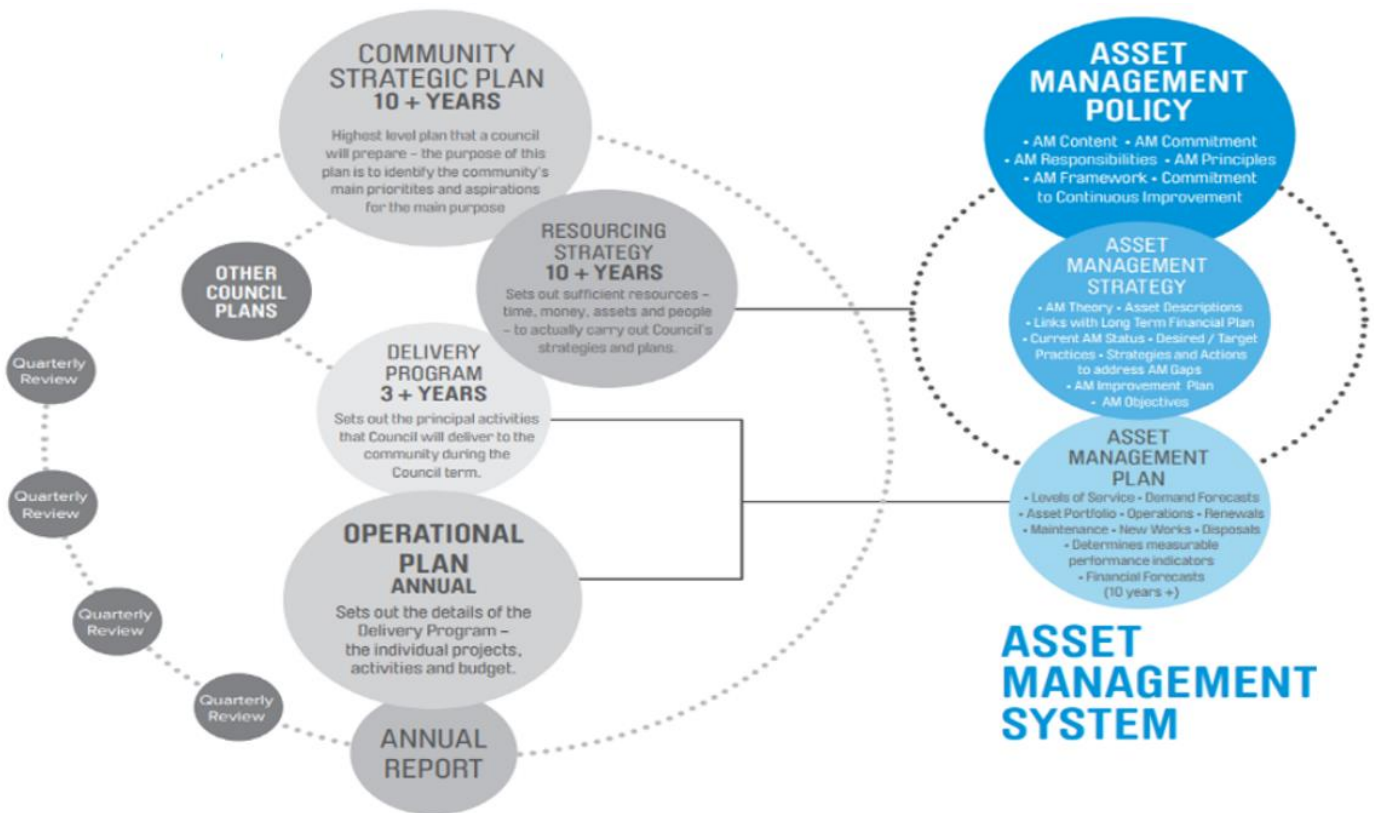 COMMUNITY
STRATEGIC PLAN
10 + YEARS
Highest level plan that a council
will prepare – the purpose of this
plan is to identify the community's
main prioritites and aspirations
for the main purpose
RESOURCING
STRATEGY
10 + YEARS
Sets out sufficient resources –
time, money, assets and people
– to actually carry out Council's
strategies and plans.
OTHER
COUNCIL
PLANS
DELIVERY
PROGRAM
3 + YEARS
Sets out the principal activities
that Council will deliver to the
community during the
Council term.
OPERATIONAL
PLAN
ANNUAL
Sets out the details of the
Delivery Program –
the individual projects,
activities and budget.
ANNUAL
REPORT
Quarterly
Review
Quarterly
Review
Quarterly
Review
Quarterly
Review
ASSET
MANAGEMENT
POLICY
• AM Content • AM Commitment
• AM Responsibilities • AM Principles
• AM Framework • Commitment
to Continuous Improvement
ASSET
MANAGEMENT
STRATEGY
• AM Theory • Asset Descriptions
• Links with Long Term Financial Plan
• Current AM Status • Desired / Target
Practices • Strategies and Actions
to address AM Gaps
• AM Improvement Plan
• AM Objectives
ASSET
MANAGEMENT
PLAN
• Levels of Service • Demand Forecasts
• Asset Portfolio • Operations • Renewals
• Maintenance • New Works • Disposals
• Determines measurable
performance indicators
• Financial Forecasts
(10 years +)
ASSET
MANAGEMENT
SYSTEM